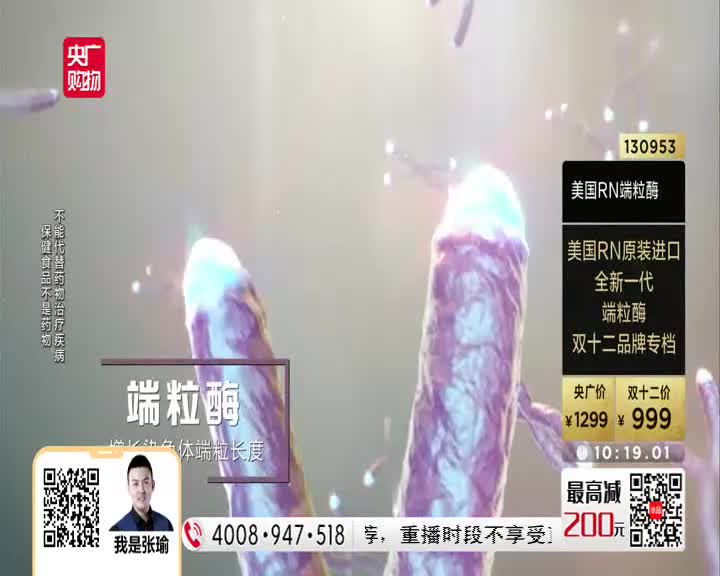 央广
购物
130953
美国RN端粒酶
美国RN原装进口
全新一代
端粒酶
双十二品牌专档
央广价
¥1299
双十二价
¥999
10:19.01
不能代替药物治疗疾病
保健食品不是药物
端粒酶
体端粒长度
我是张瑜
4008·947·518
重播时段不享受
最高减
200元